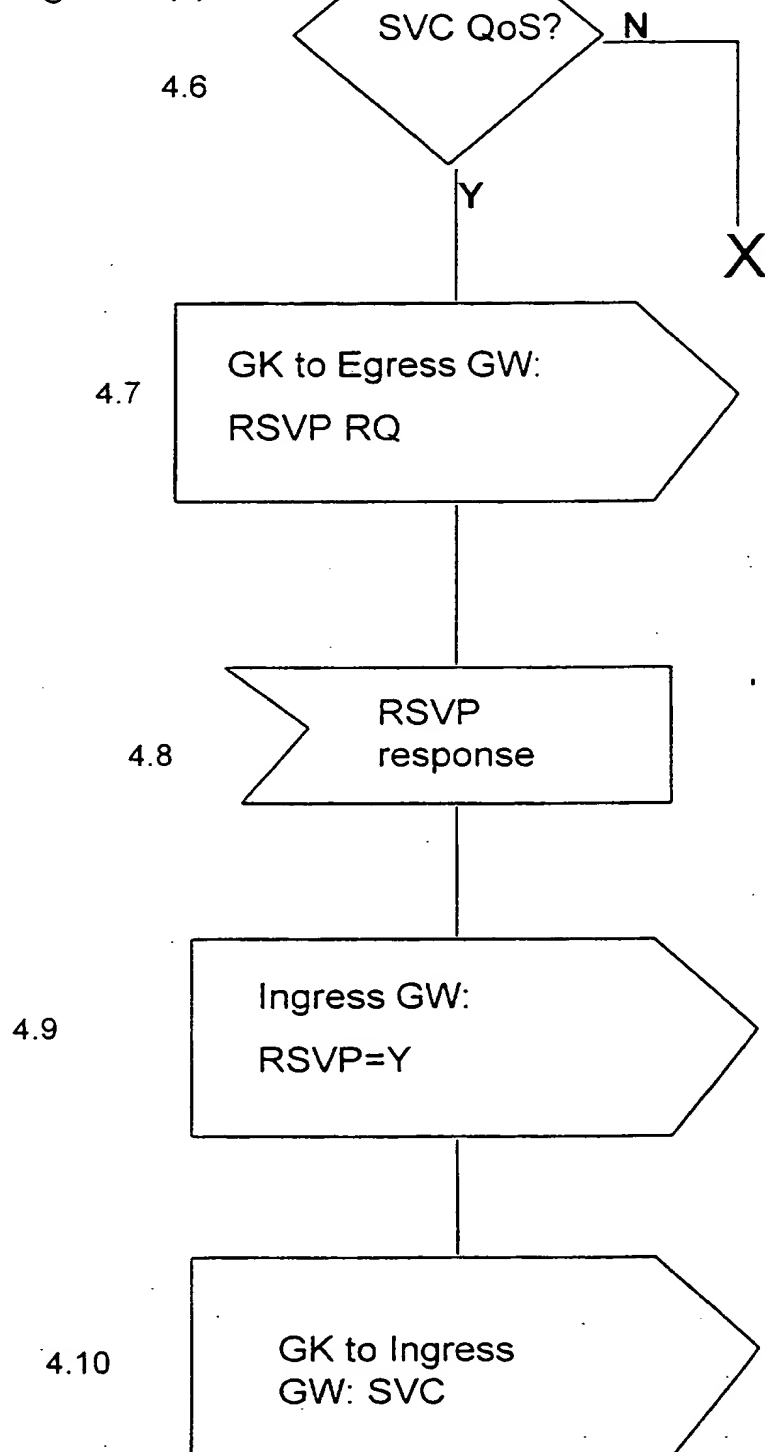 SVC QoS?
N
4.6
Y
X
GK to Egress GW:
4.7
RSVP RQ
RSVP
4.8
response
Ingress GW:
4.9
RSVP=Y
GK to Ingress
4.10
GW: SVC